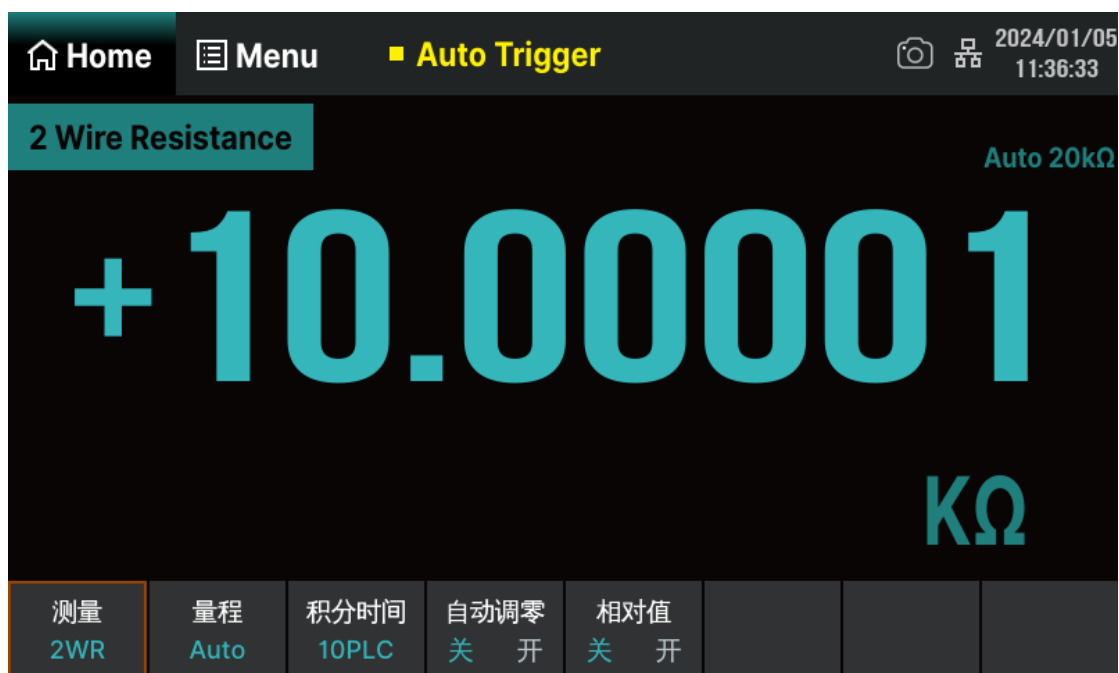 Home Menu Auto Trigger 2024/01/05
11:36:33
2 Wire Resistance
Auto 20kΩ
+10.00001
KΩ
测量 量程 积分时间 自动调零 相对值
2WR Auto 10PLC 关 开 关 开